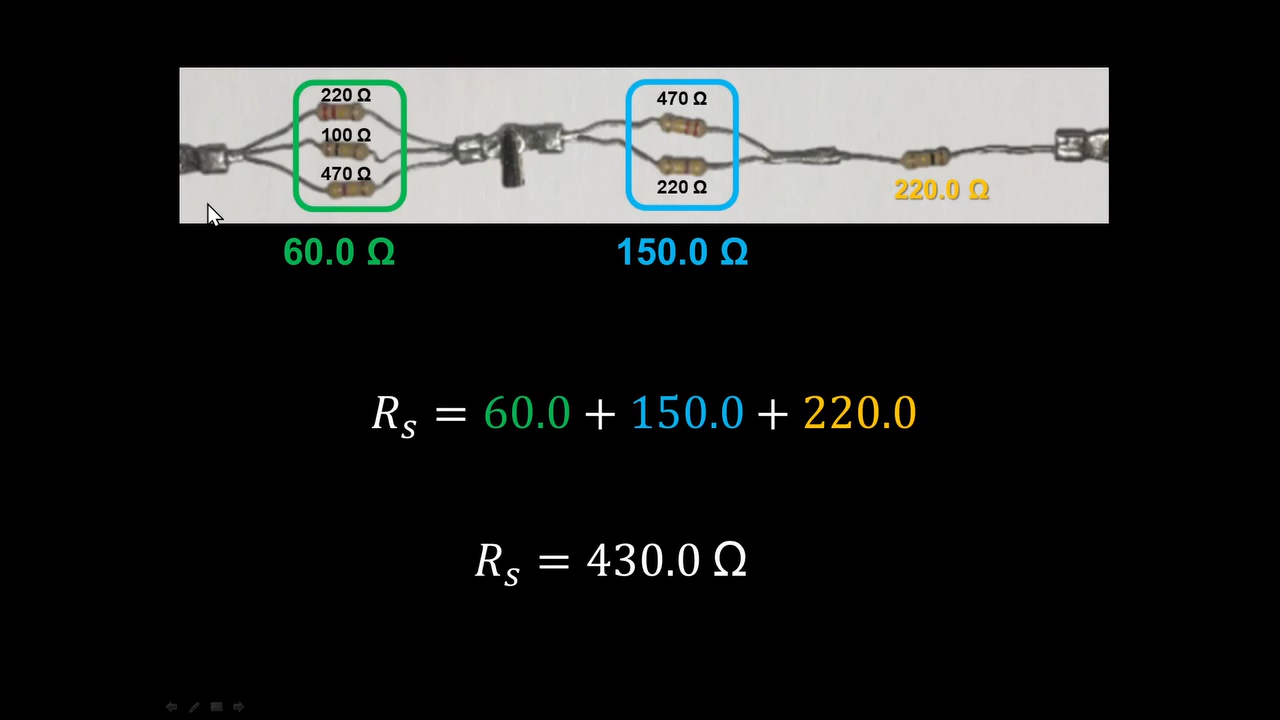 220 Ω
100 Ω
470 Ω
470 Ω
220 Ω
220.0 Ω
60.0 Ω
150.0 Ω
R_s = 60.0 + 150.0 + 220.0
R_s = 430.0 Ω